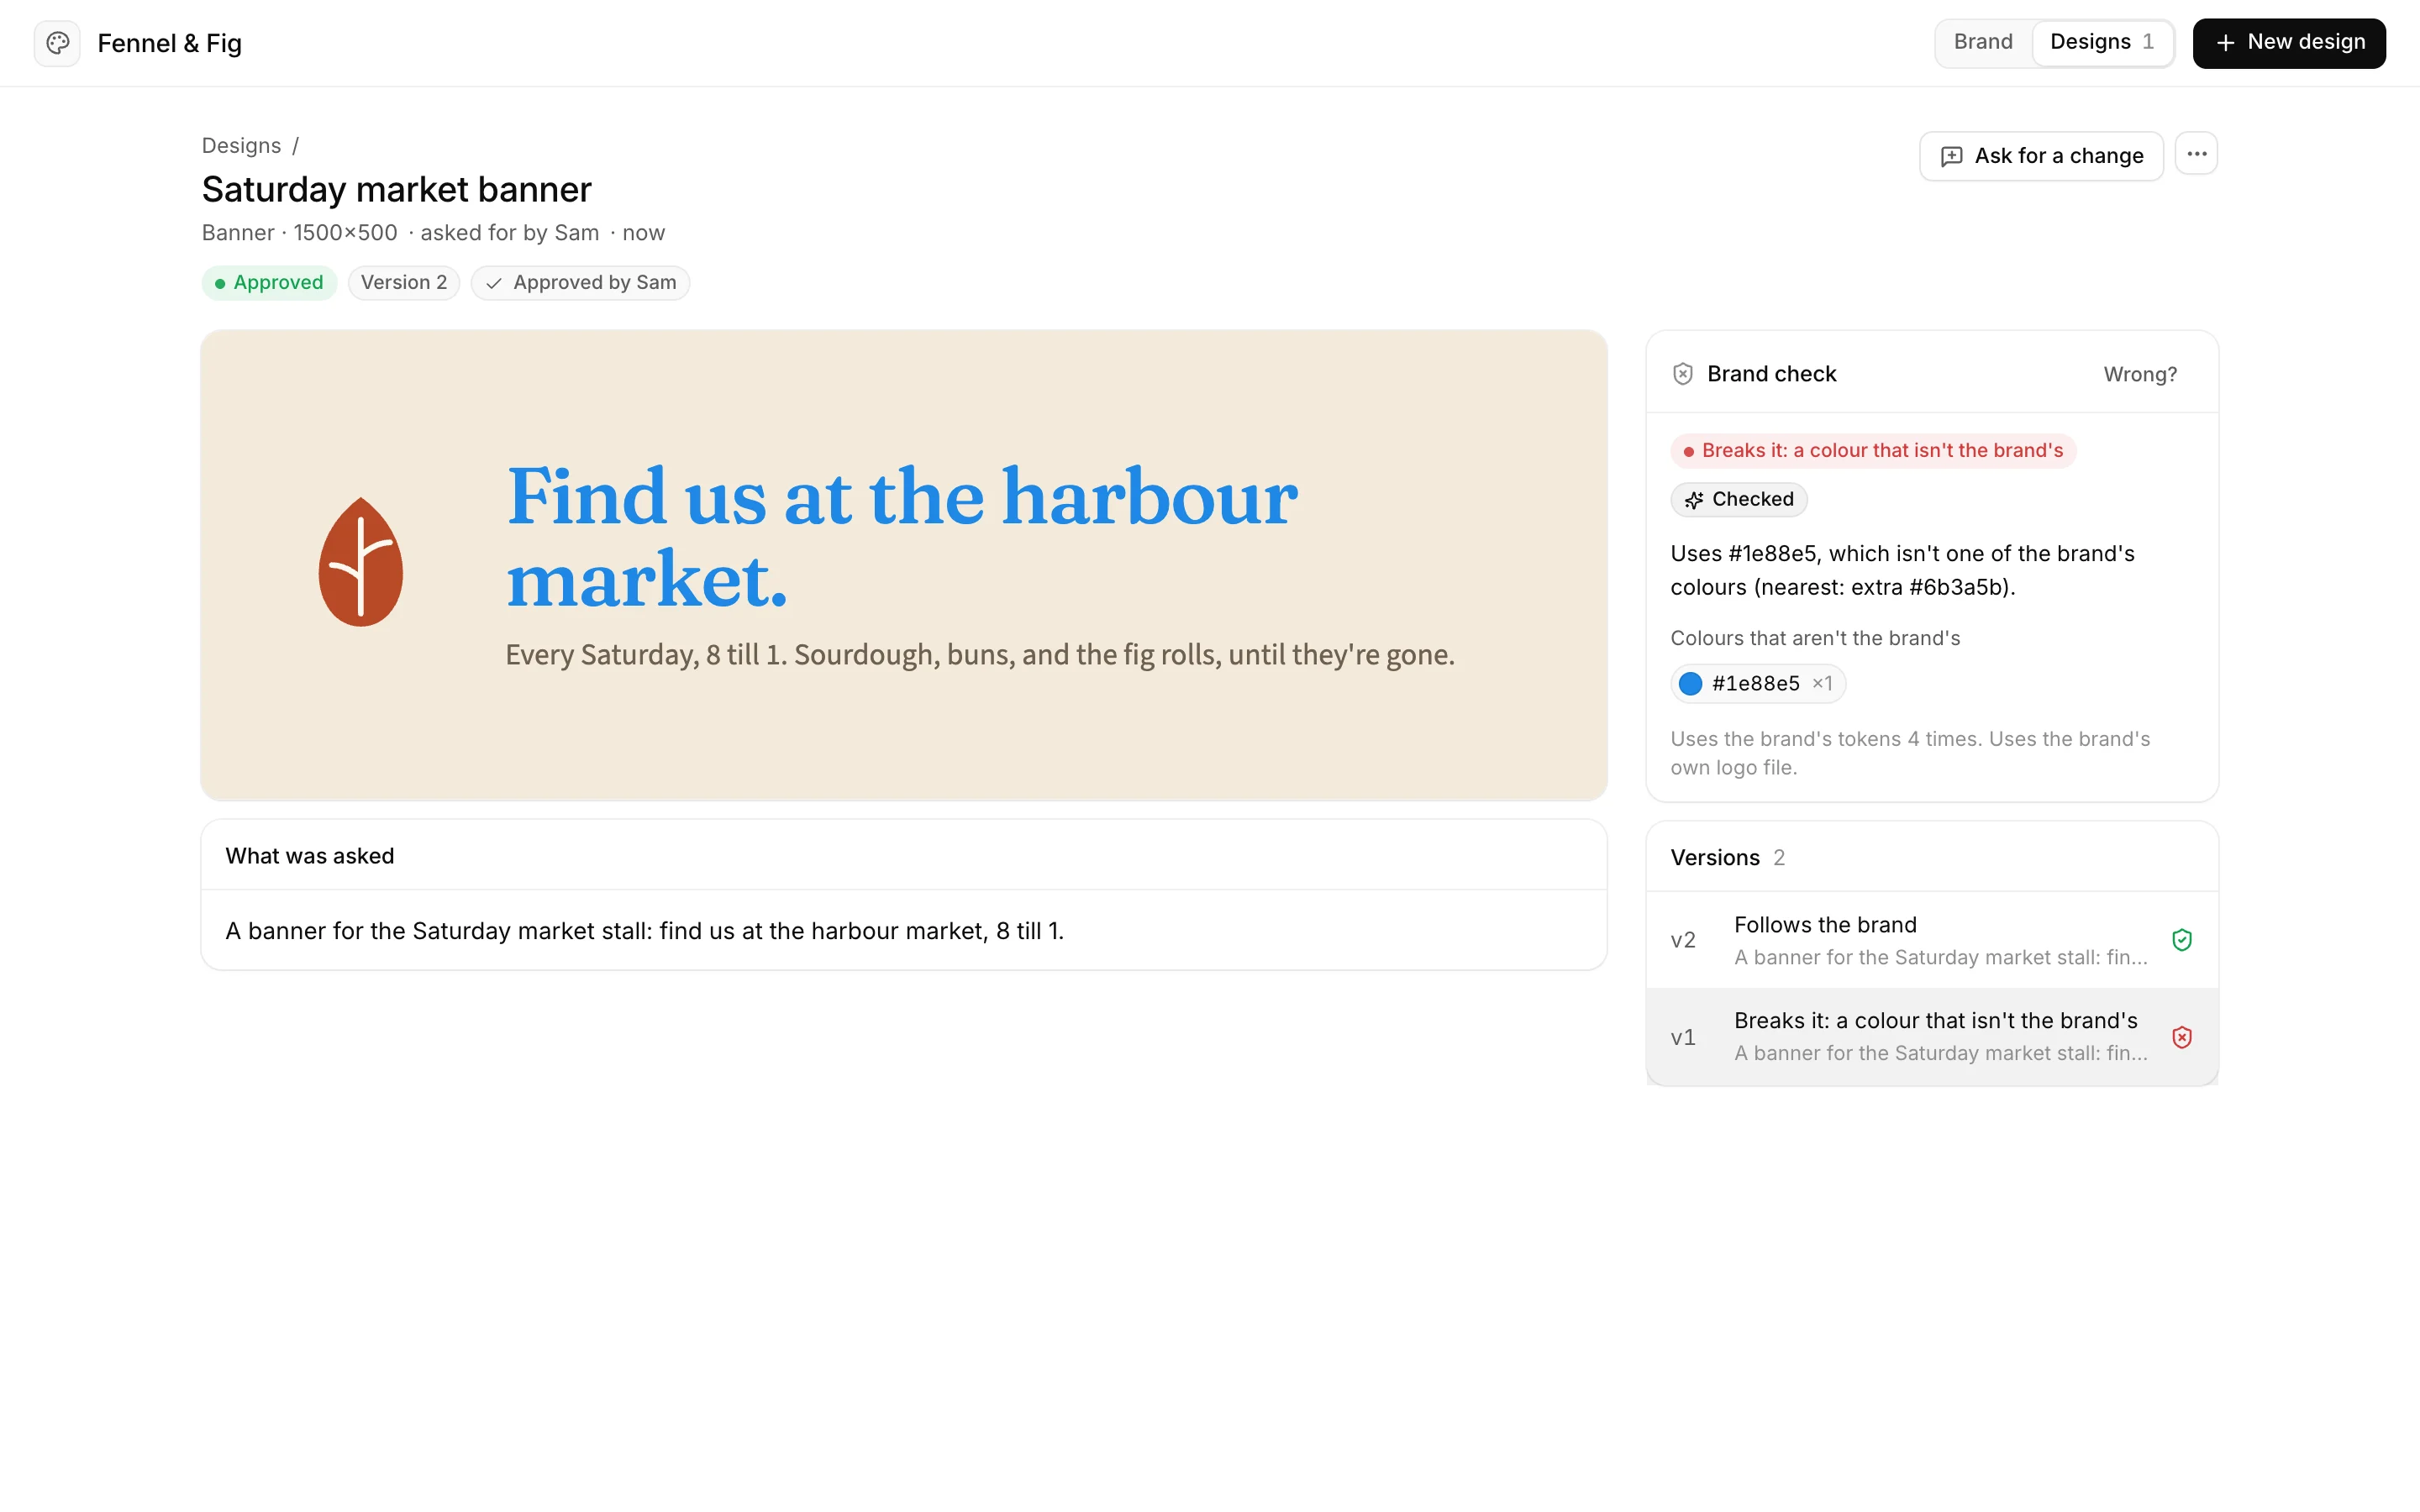 Fennel & Fig
Brand
Designs 1
New design
Designs /
Saturday market banner
Banner · 1500×500 · asked for by Sam · now
Approved
Version 2
Approved by Sam
Ask for a change
Find us at the harbour
market.
Every Saturday, 8 till 1. Sourdough, buns, and the fig rolls, until they're gone.
What was asked
A banner for the Saturday market stall: find us at the harbour market, 8 till 1.
Brand check
Wrong?
Breaks it: a colour that isn't the brand's
Checked
Uses #1e88e5, which isn't one of the brand's
colours (nearest: extra #6b3a5b).
Colours that aren't the brand's
#1e88e5 ×1
Uses the brand's tokens 4 times. Uses the brand's
own logo file.
Versions 2
v2
Follows the brand
A banner for the Saturday market stall: fin...
v1
Breaks it: a colour that isn't the brand's
A banner for the Saturday market stall: fin...